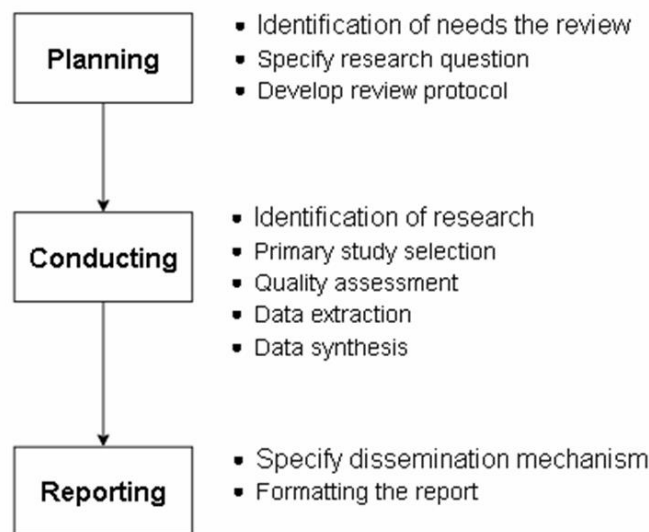 Planning
• Identification of needs the review
• Specify research question
• Develop review protocol
Conducting
• Identification of research
• Primary study selection
• Quality assessment
• Data extraction
• Data synthesis
Reporting
• Specify dissemination mechanism
• Formatting the report